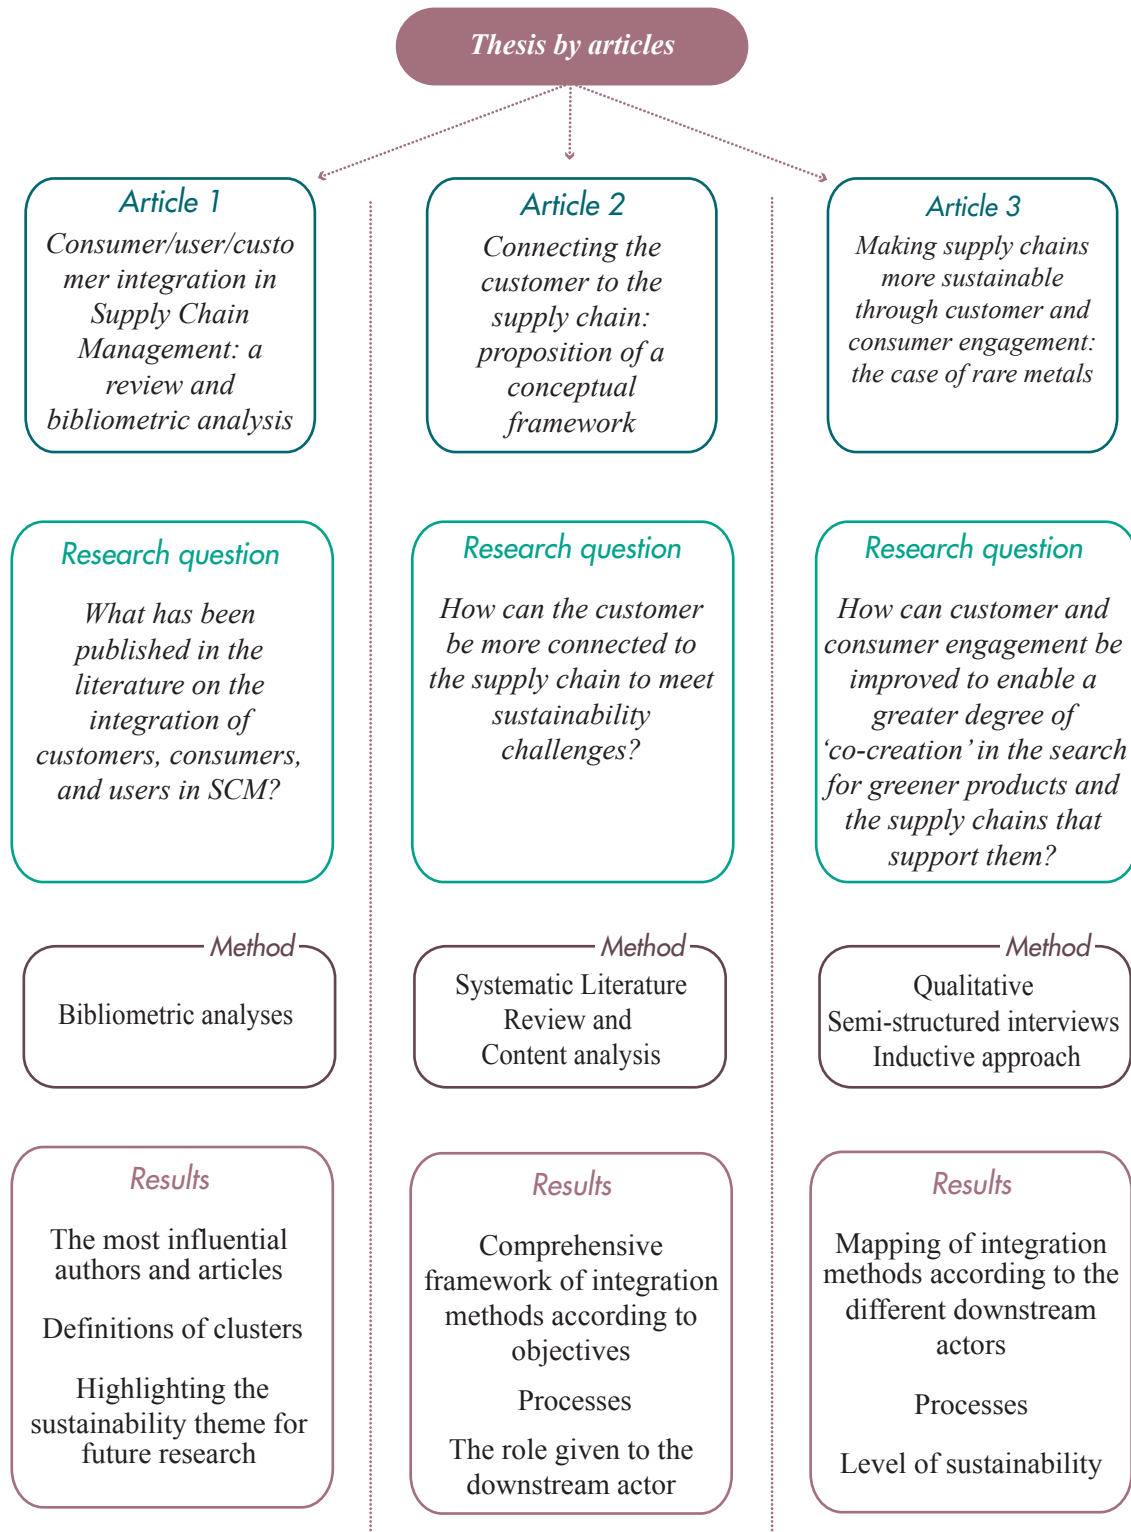 Thesis by articles
Article 1
Consumer/user/custo
mer integration in
Supply Chain
Management: a
review and
bibliometric analysis
Article 2
Connecting the
customer to the
supply chain:
proposition of a
conceptual
framework
Article 3
Making supply chains
more sustainable
through customer and
consumer engagement:
the case of rare metals
Research question
What has been
published in the
literature on the
integration of
customers, consumers,
and users in SCM?
Research question
How can the customer
be more connected to
the supply chain to meet
sustainability
challenges?
Research question
How can customer and
consumer engagement be
improved to enable a
greater degree of
‘co-creation’ in the search
for greener products and
the supply chains that
support them?
Method
Bibliometric analyses
Method
Systematic Literature
Review and
Content analysis
Method
Qualitative
Semi-structured interviews
Inductive approach
Results
The most influential
authors and articles
Definitions of clusters
Highlighting the
sustainability theme for
future research
Results
Comprehensive
framework of integration
methods according to
objectives
Processes
The role given to the
downstream actor
Results
Mapping of integration
methods according to the
different downstream
actors
Processes
Level of sustainability